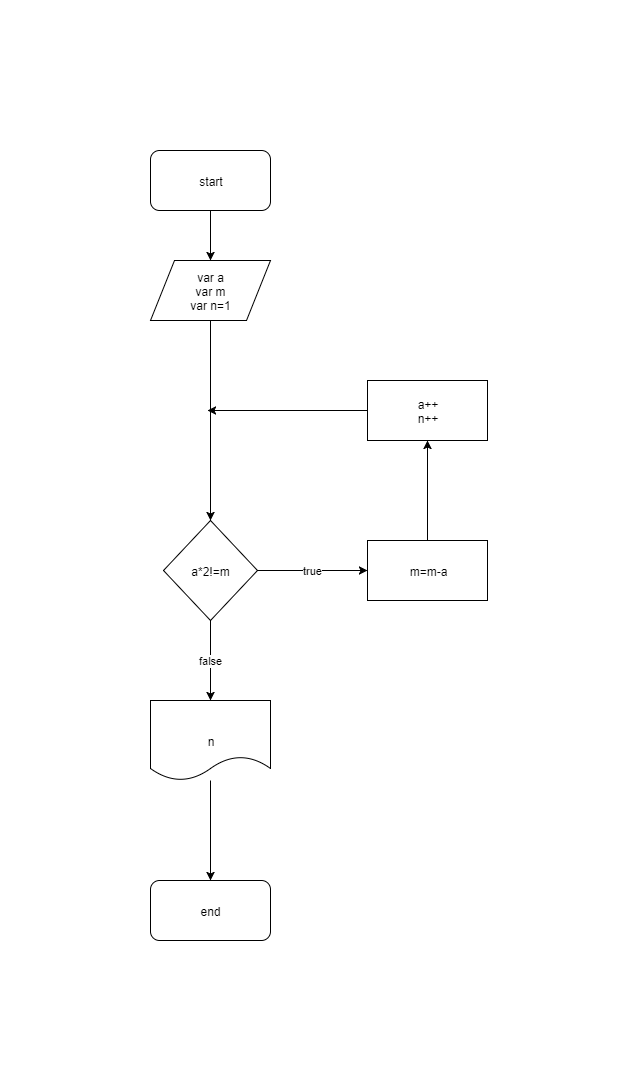 start
var a
var m
var n=1
a++
n++
a*2!=m
true
m=m-a
false
n
end